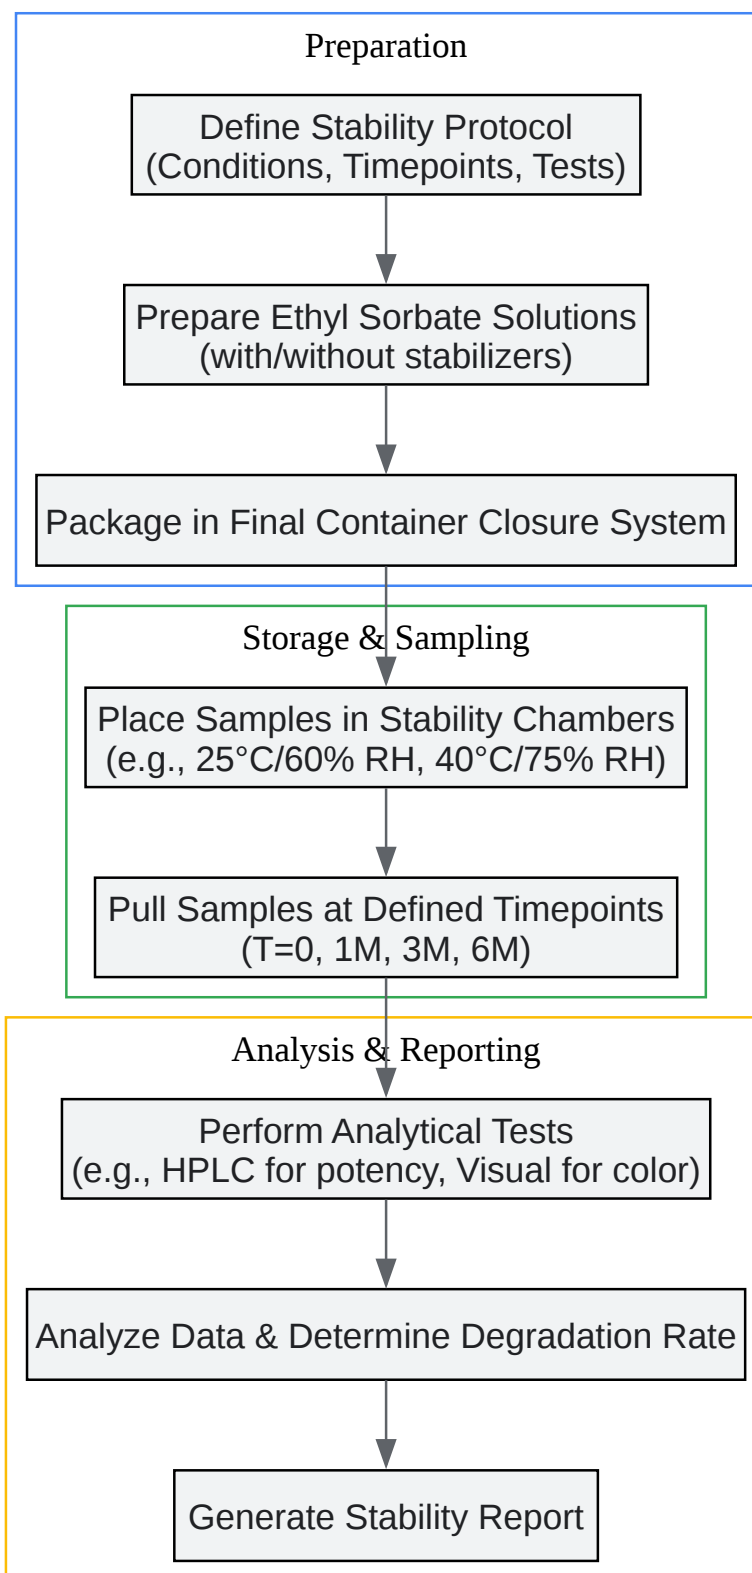 Preparation
Define Stability Protocol
(Conditions, Timepoints, Tests)
Prepare Ethyl Sorbate Solutions
(with/without stabilizers)
Package in Final Container Closure System
Storage & Sampling
Place Samples in Stability Chambers
(e.g., 25°C/60% RH, 40°C/75% RH)
Pull Samples at Defined Timepoints
(T=0, 1M, 3M, 6M)
Analysis & Reporting
Perform Analytical Tests
(e.g., HPLC for potency, Visual for color)
Analyze Data & Determine Degradation Rate
Generate Stability Report